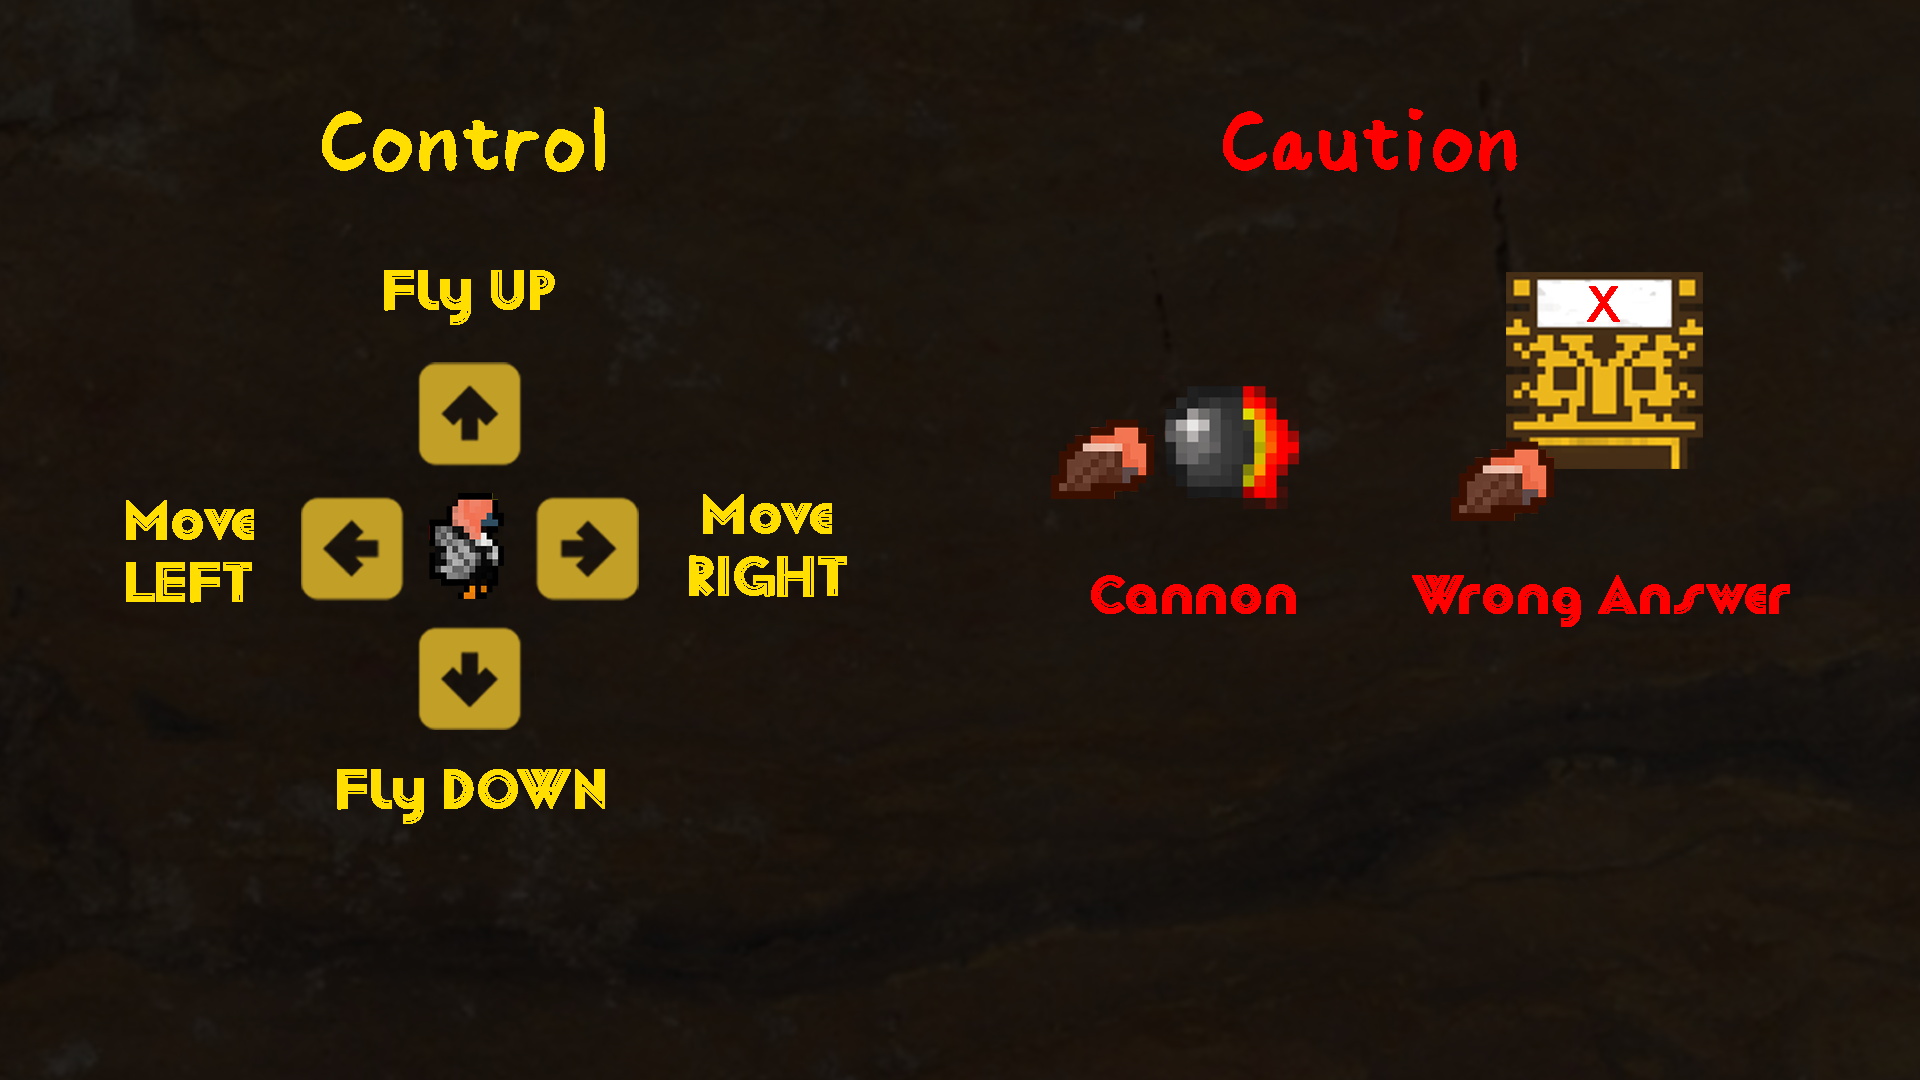 Control
Fly UP
Move
LEFT
Move
RIGHT
Fly DOWN
Caution
X
Cannon
Wrong Answer